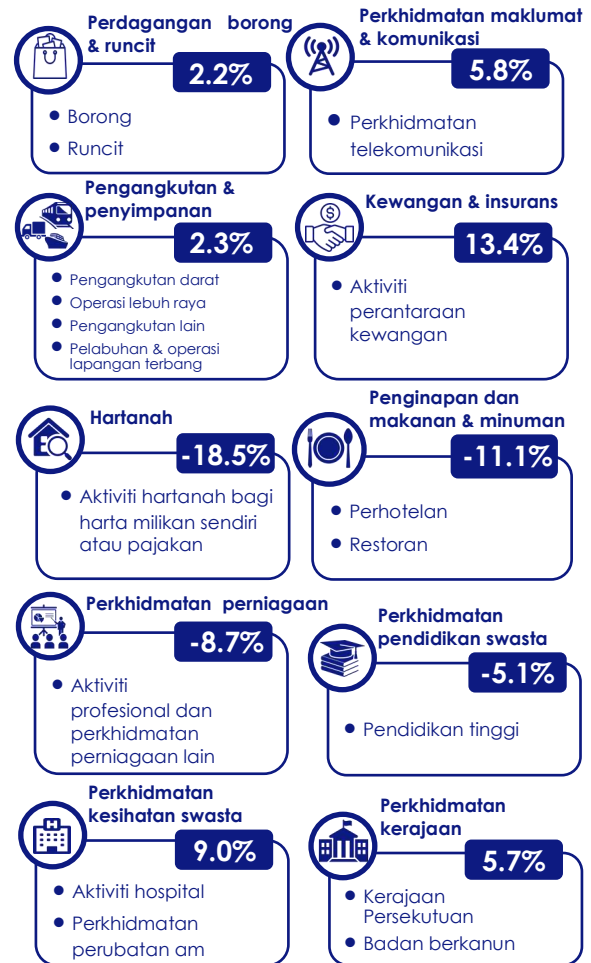 Perdagangan borong
& runcit
2.2%
● Borong
● Runcit
Perkhidmatan maklumat
& komunikasi
5.8%
● Perkhidmatan
telekomunikasi
Pengangkutan &
penyimpanan
2.3%
● Pengangkutan darat
● Operasi lebuh raya
● Pengangkutan lain
● Pelabuhan & operasi
lapangan terbang
Kewangan & insurans
13.4%
● Aktiviti
perantaraan
kewangan
Hartanah
-18.5%
● Aktiviti hartanah bagi
harta milikan sendiri
atau pajakan
Penginapan dan
makanan & minuman
-11.1%
● Perhotelan
● Restoran
Perkhidmatan perniagaan
-8.7%
● Aktiviti
profesional dan
perkhidmatan
perniagaan lain
Perkhidmatan
pendidikan swasta
-5.1%
● Pendidikan tinggi
Perkhidmatan
kesihatan swasta
9.0%
● Aktiviti hospital
● Perkhidmatan
perubatan am
Perkhidmatan
kerajaan
5.7%
● Kerajaan
Persekutuan
● Badan berkanun